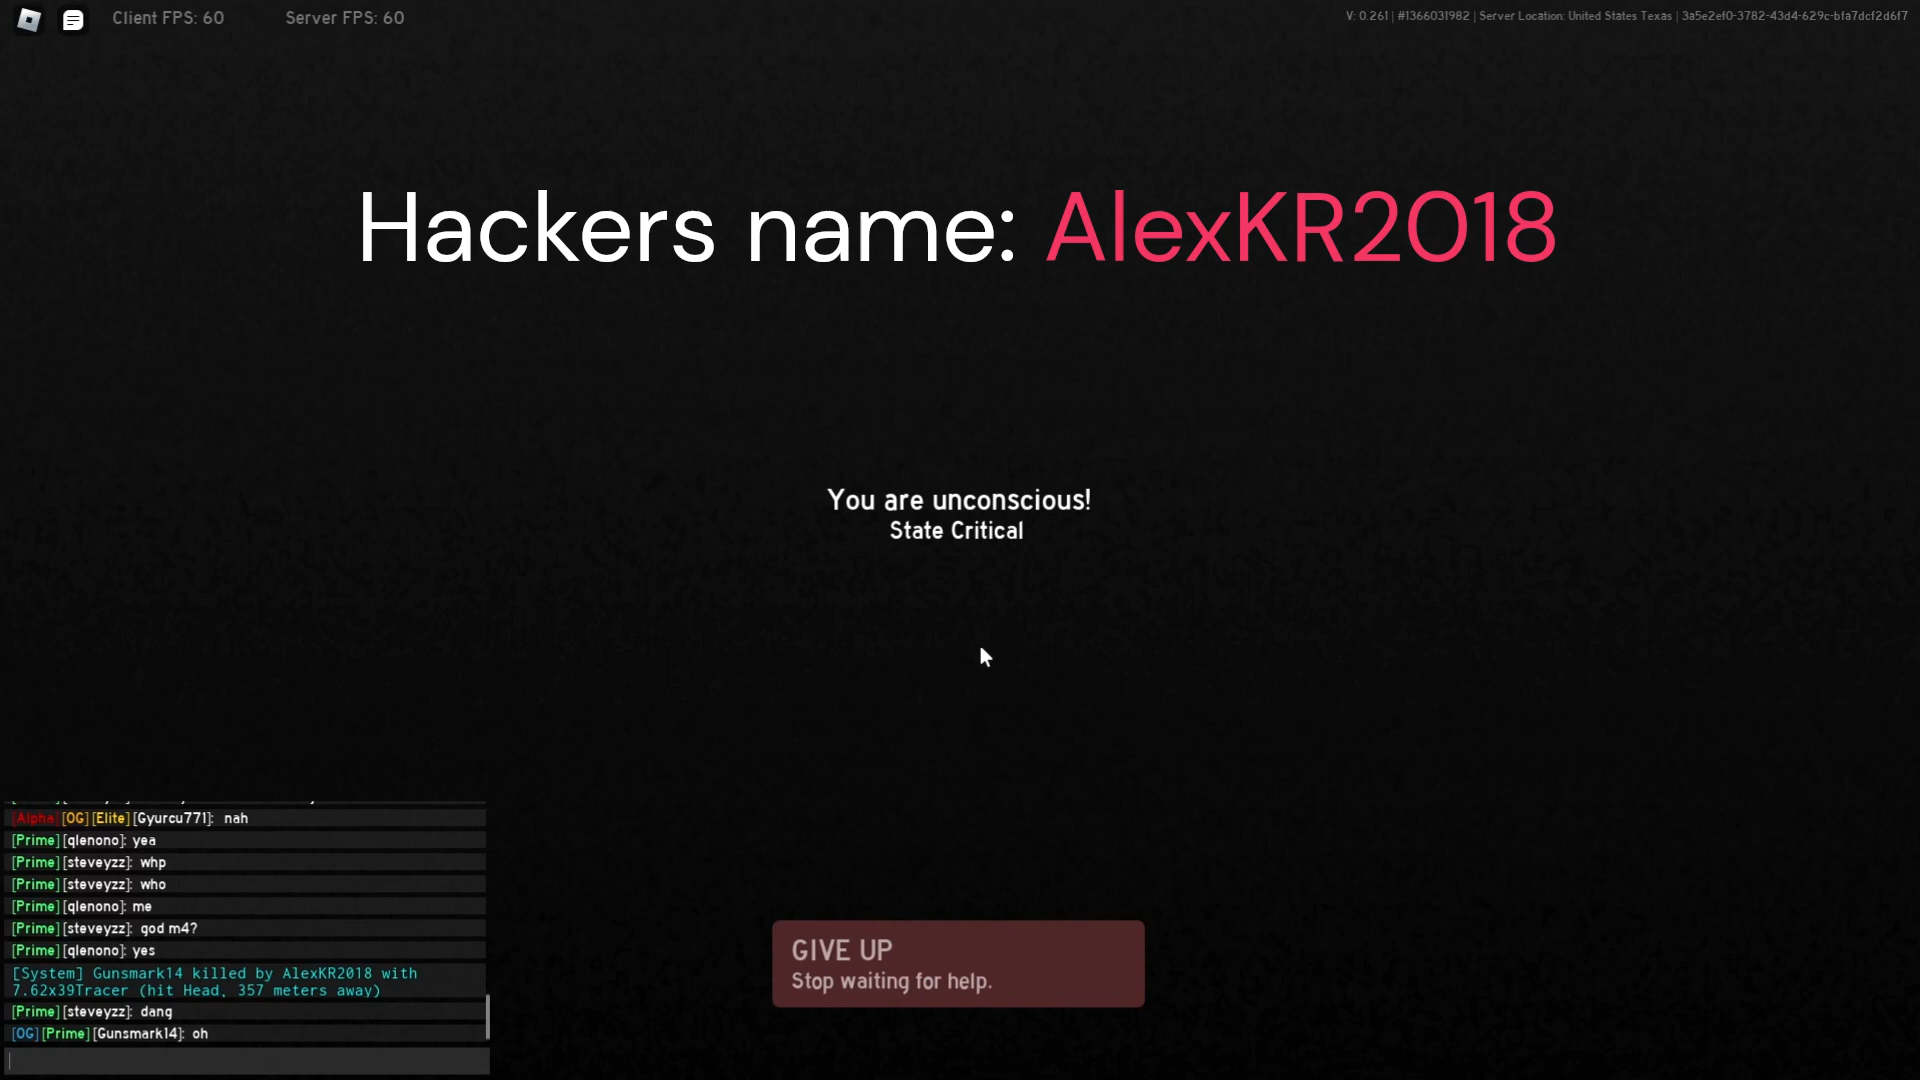 Client FPS: 60 Server FPS: 60
V: 0.261 | #1366031982 | Server Location: United States Texas | 3a5e2ef0-3782-43d4-629c-bfa7dcf2d6f7
Hackers name: AlexKR2018
You are unconscious!
State Critical
[Alpha][OG][Elite][Gyurcu771]: nah
[Prime][qlenono]: yea
[Prime][steveyzz]: whp
[Prime][steveyzz]: who
[Prime][qlenono]: me
[Prime][steveyzz]: god m4?
[Prime][qlenono]: yes
[System] Gunsmark14 killed by AlexKR2018 with
7.62x39Tracer (hit Head, 357 meters away)
[Prime][steveyzz]: dang
[OG][Prime][Gunsmark14]: oh
GIVE UP
Stop waiting for help.